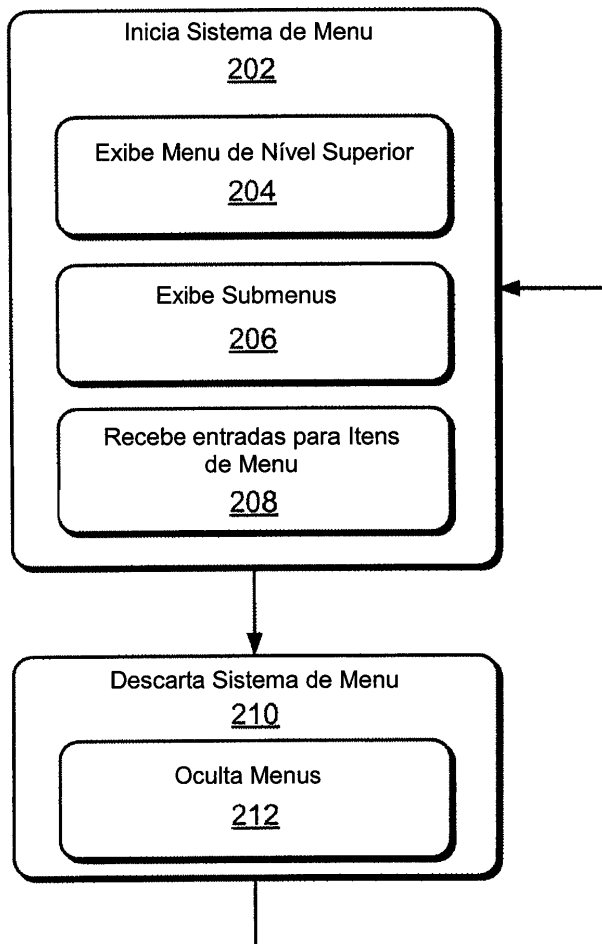 Inicia Sistema de Menu
202
Exibe Menu de Nível Superior
204
Exibe Submenus
206
Recebe entradas para Itens
de Menu
208
Descarta Sistema de Menu
210
Oculta Menus
212